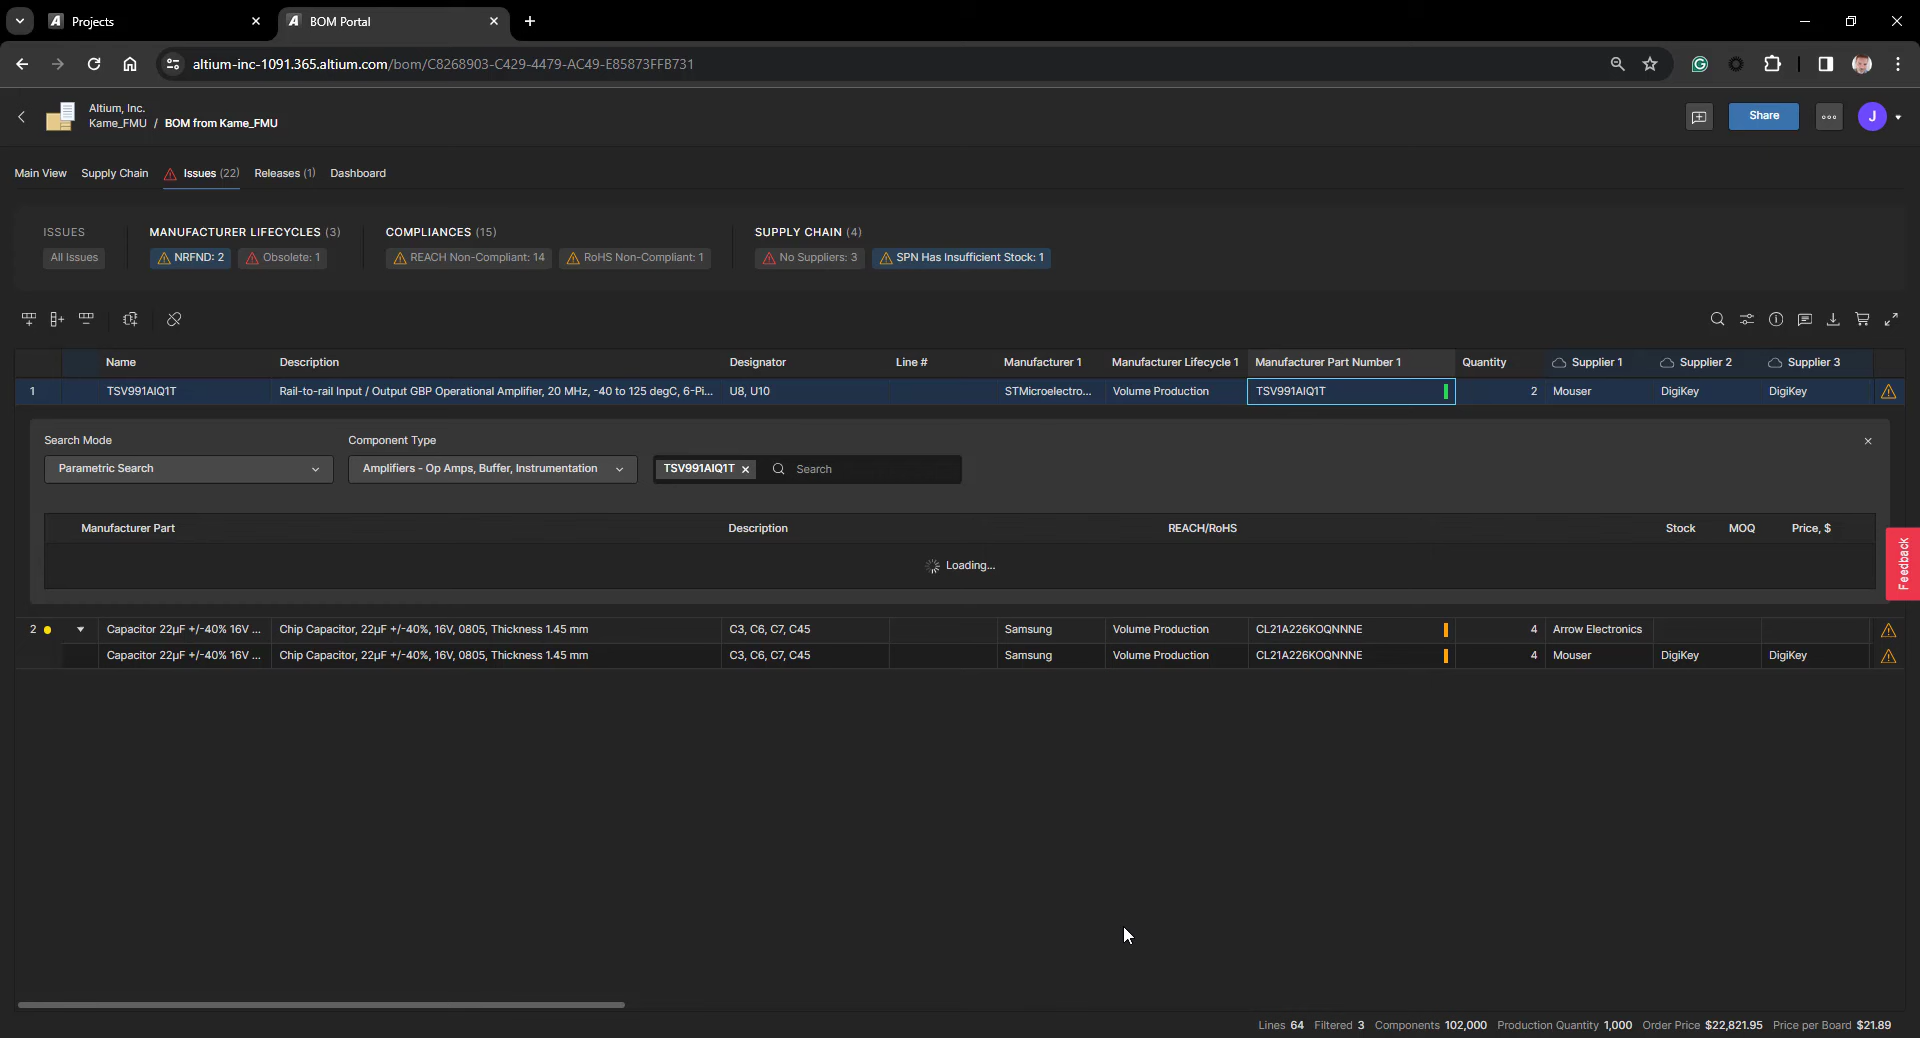 Projects
BOM Portal
altium-inc-1091.365.altium.com/bom/C8268903-C429-4479-AC49-E85873FFB731
Altium, Inc.
Kame_FMU / BOM from Kame_FMU
Share
J
Main View Supply Chain Issues (22) Releases (1) Dashboard
ISSUES MANUFACTURER LIFECYCLES (3) COMPLIANCES (15) SUPPLY CHAIN (4)
All Issues NRFND: 2 Obsolete: 1 REACH Non-Compliant: 14 RoHS Non-Compliant: 1 No Suppliers: 3 SPN Has Insufficient Stock: 1
Name Description Designator Line # Manufacturer 1 Manufacturer Lifecycle 1 Manufacturer Part Number 1 Quantity Supplier 1 Supplier 2 Supplier 3
1 TSV991AIQ1T Rail-to-rail Input / Output GBP Operational Amplifier, 20 MHz, -40 to 125 degC, 6-Pi... U8, U10 STMicroelectro... Volume Production TSV991AIQ1T 2 Mouser DigiKey DigiKey
Search Mode Component Type
Parametric Search Amplifiers - Op Amps, Buffer, Instrumentation TSV991AIQ1T Search
Manufacturer Part Description REACH/RoHS Stock MOQ Price, $
Loading...
Feedback
2 Capacitor 22µF +/-40% 16V ... Chip Capacitor, 22µF +/-40%, 16V, 0805, Thickness 1.45 mm C3, C6, C7, C45 Samsung Volume Production CL21A226KOQNNNE 4 Arrow Electronics
Capacitor 22µF +/-40% 16V ... Chip Capacitor, 22µF +/-40%, 16V, 0805, Thickness 1.45 mm C3, C6, C7, C45 Samsung Volume Production CL21A226KOQNNNE 4 Mouser DigiKey DigiKey
Lines 64 Filtered 3 Components 102,000 Production Quantity 1,000 Order Price $22,821.95 Price per Board $21.89